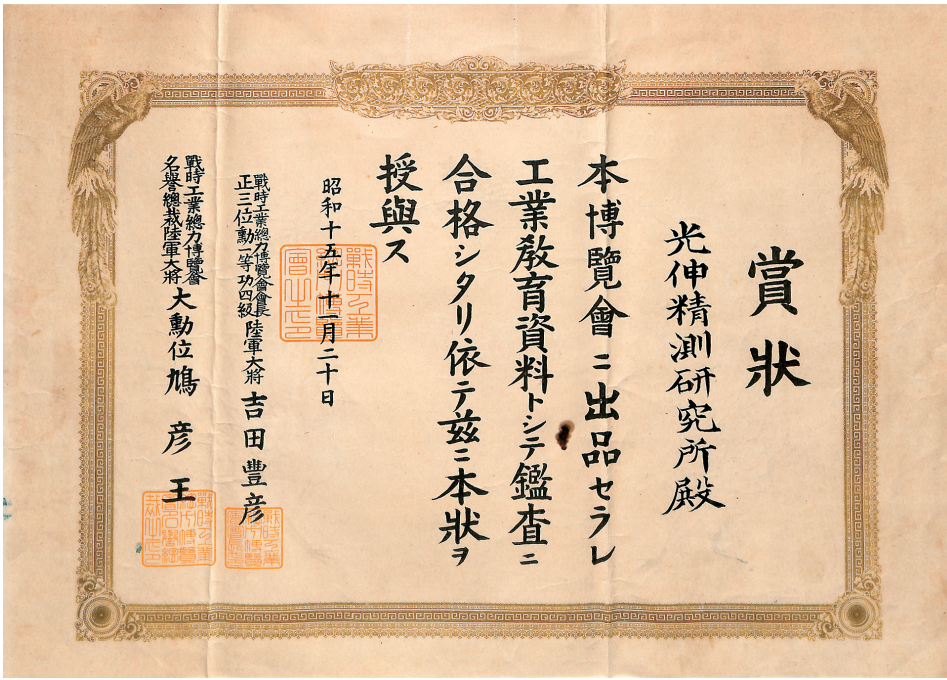 賞狀
光伸精測研究所殿
本博覽會ニ出品セラレ
工業敎育資料トシテ鑑査ニ
合格シタリ依テ玆ニ本狀ヲ
授與ス
昭和十五年十一月二十日
戰時工業總力博覽會會長
正三位勳一等功四級陸軍大將吉田豐彥
戰時工業總力博覽會
名譽總裁陸軍大將大勳位鳩彥王